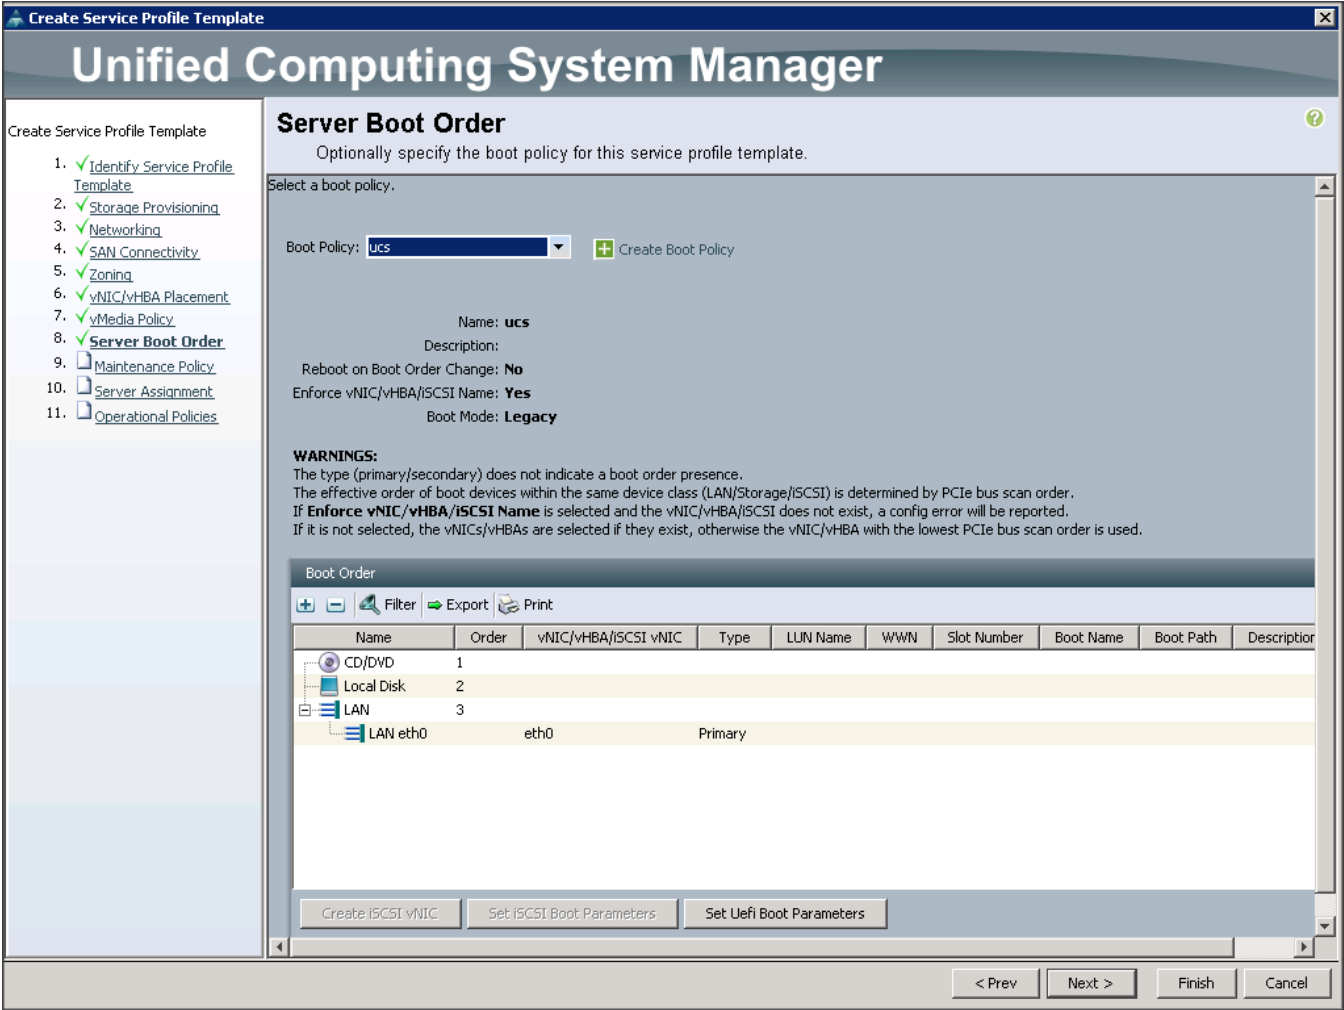 Create Service Profile Template
Unified Computing System Manager
Create Service Profile Template
1. Identify Service Profile
Template
2. Storage Provisioning
3. Networking
4. SAN Connectivity
5. Zoning
6. vNIC/vHBA Placement
7. vMedia Policy
8. Server Boot Order
9. Maintenance Policy
10. Server Assignment
11. Operational Policies
Server Boot Order
Optionally specify the boot policy for this service profile template.
Select a boot policy.
Boot Policy: ucs
Create Boot Policy
Name: ucs
Description:
Reboot on Boot Order Change: No
Enforce vNIC/vHBA/iSCSI Name: Yes
Boot Mode: Legacy
WARNINGS:
The type (primary/secondary) does not indicate a boot order presence.
The effective order of boot devices within the same device class (LAN/Storage/iSCSI) is determined by PCIe bus scan order.
If Enforce vNIC/vHBA/iSCSI Name is selected and the vNIC/vHBA/iSCSI does not exist, a config error will be reported.
If it is not selected, the vNICs/vHBAs are selected if they exist, otherwise the vNIC/vHBA with the lowest PCIe bus scan order is used.
Boot Order
Filter Export Print
Name Order vNIC/vHBA/iSCSI vNIC Type LUN Name WWN Slot Number Boot Name Boot Path Description
CD/DVD 1
Local Disk 2
LAN 3
LAN eth0 eth0 Primary
Create iSCSI vNIC Set iSCSI Boot Parameters Set Uefi Boot Parameters
< Prev Next > Finish Cancel